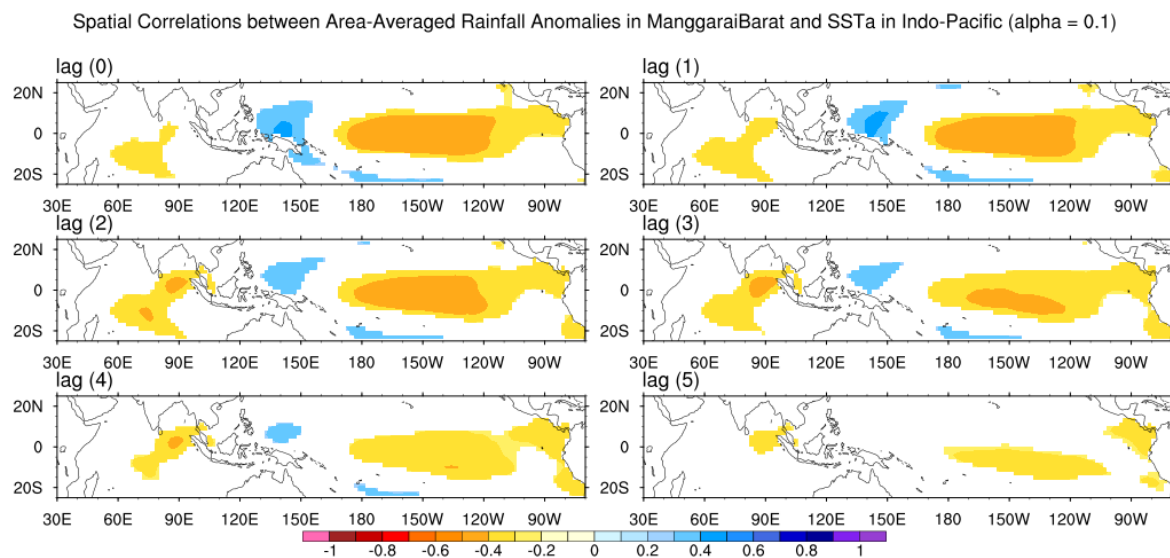 Spatial Correlations between Area-Averaged Rainfall Anomalies in ManggaraiBarat and SSTa in Indo-Pacific (alpha = 0.1)
lag (0)
20N
0
20S
30E 60E 90E 120E 150E 180 150W 120W 90W
lag (1)
20N
0
20S
30E 60E 90E 120E 150E 180 150W 120W 90W
lag (2)
20N
0
20S
30E 60E 90E 120E 150E 180 150W 120W 90W
lag (3)
20N
0
20S
30E 60E 90E 120E 150E 180 150W 120W 90W
lag (4)
20N
0
20S
30E 60E 90E 120E 150E 180 150W 120W 90W
lag (5)
20N
0
20S
30E 60E 90E 120E 150E 180 150W 120W 90W
-1 -0.8 -0.6 -0.4 -0.2 0 0.2 0.4 0.6 0.8 1